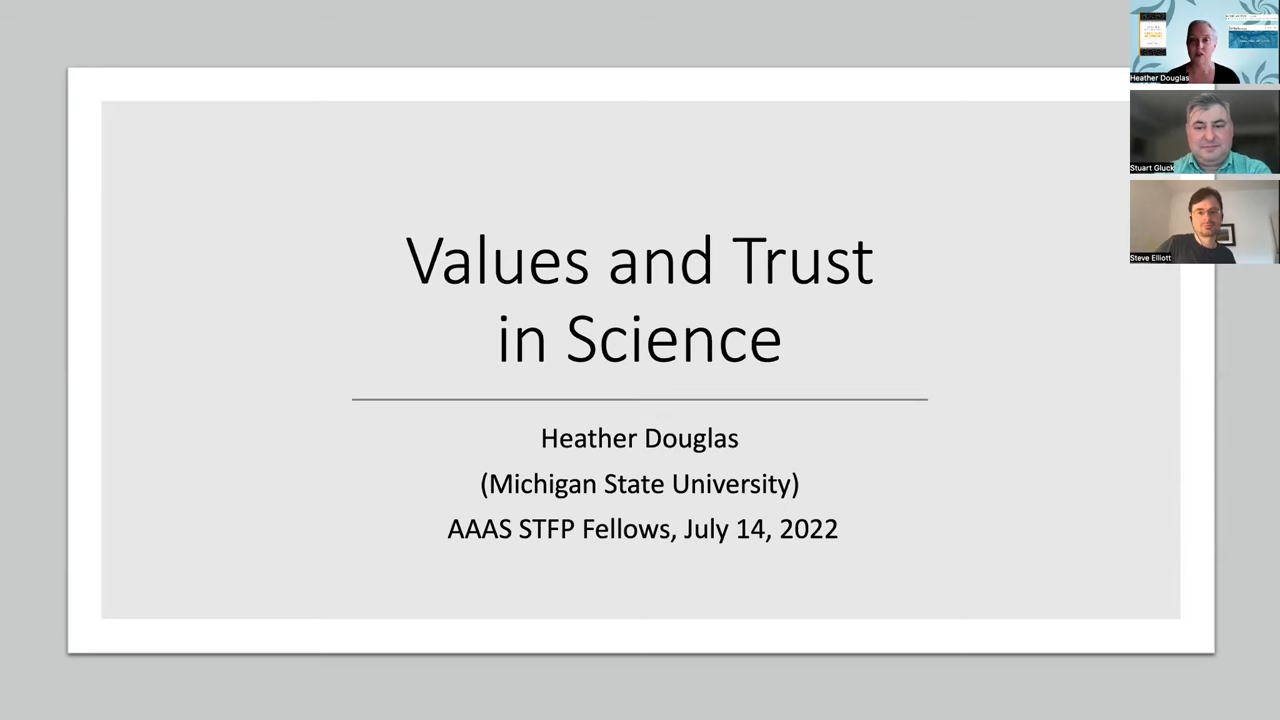 Values and Trust
in Science
Heather Douglas
(Michigan State University)
AAAS STFP Fellows, July 14, 2022
Heather Douglas
Stuart Gluck
Steve Elliott